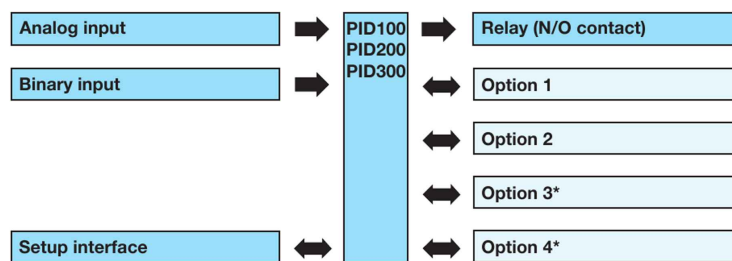 Analog input
PID100
Relay (N/O contact)
PID200
Binary input
PID300
Option 1
Option 2
Option 3*
Setup interface
Option 4*